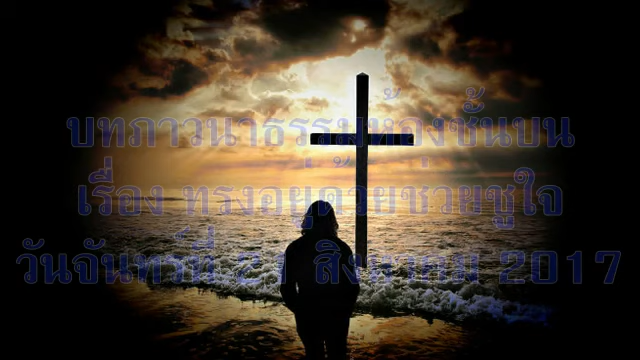 บทภาวนาธรรมห้องชั้นบน
เรื่อง ทรงอยู่ด้วยช่วยชูใจ
วันจันทร์ที่ สิงหาคม 2017